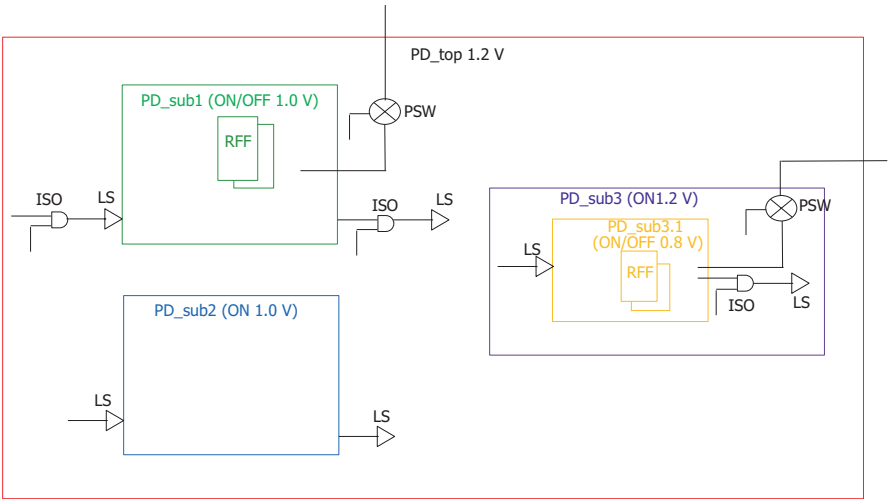 PD_top 1.2 V
PD_sub1 (ON/OFF 1.0 V)
PSW
RFF
ISO
LS
ISO
LS
PD_sub3 (ON1.2 V)
PSW
PD_sub3.1
(ON/OFF 0.8 V)
LS
RFF
ISO
LS
PD_sub2 (ON 1.0 V)
LS
LS